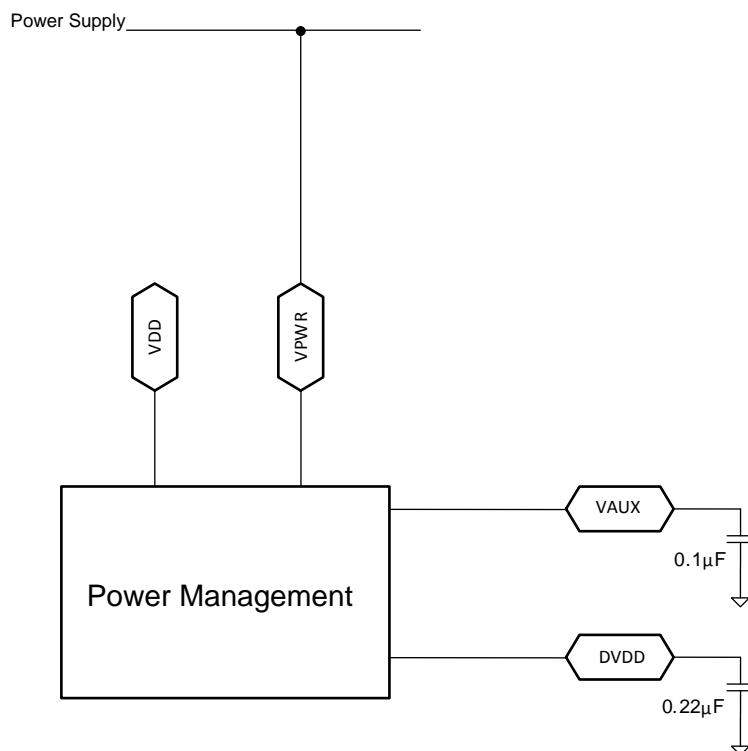 Power Supply
VDD
VPWR
VAUX
0.1µF
Power Management
DVDD
0.22µF